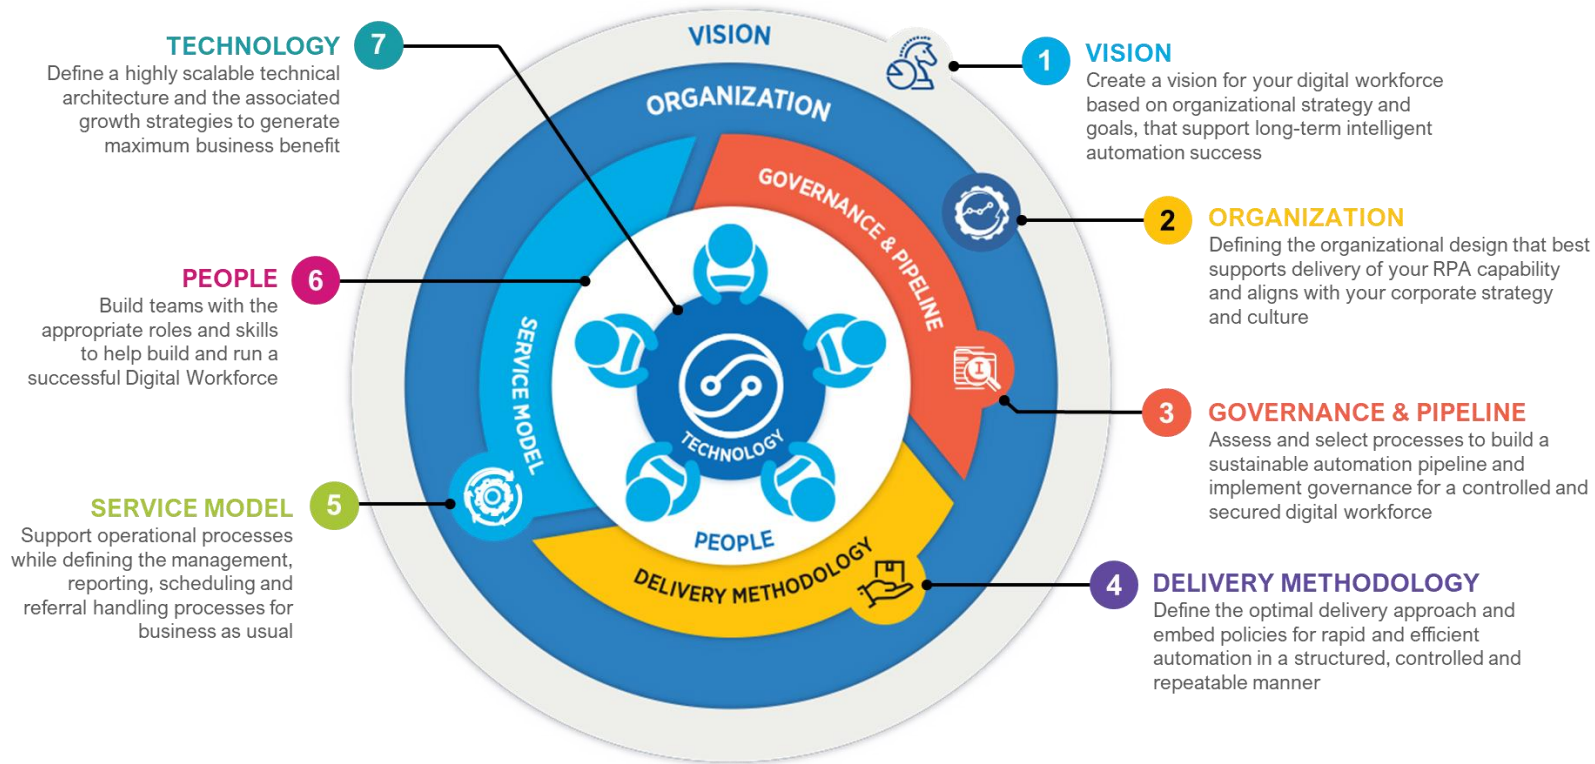 VISION
ORGANIZATION
GOVERNANCE & PIPELINE
SERVICE MODEL
TECHNOLOGY
PEOPLE
DELIVERY METHODOLOGY
1
VISION
Create a vision for your digital workforce
based on organizational strategy and
goals, that support long-term intelligent
automation success
2
ORGANIZATION
Defining the organizational design that best
supports delivery of your RPA capability
and aligns with your corporate strategy
and culture
3
GOVERNANCE & PIPELINE
Assess and select processes to build a
sustainable automation pipeline and
implement governance for a controlled and
secured digital workforce
4
DELIVERY METHODOLOGY
Define the optimal delivery approach and
embed policies for rapid and efficient
automation in a structured, controlled and
repeatable manner
5
SERVICE MODEL
Support operational processes
while defining the management,
reporting, scheduling and
referral handling processes for
business as usual
6
PEOPLE
Build teams with the
appropriate roles and skills
to help build and run a
successful Digital Workforce
7
TECHNOLOGY
Define a highly scalable technical
architecture and the associated
growth strategies to generate
maximum business benefit